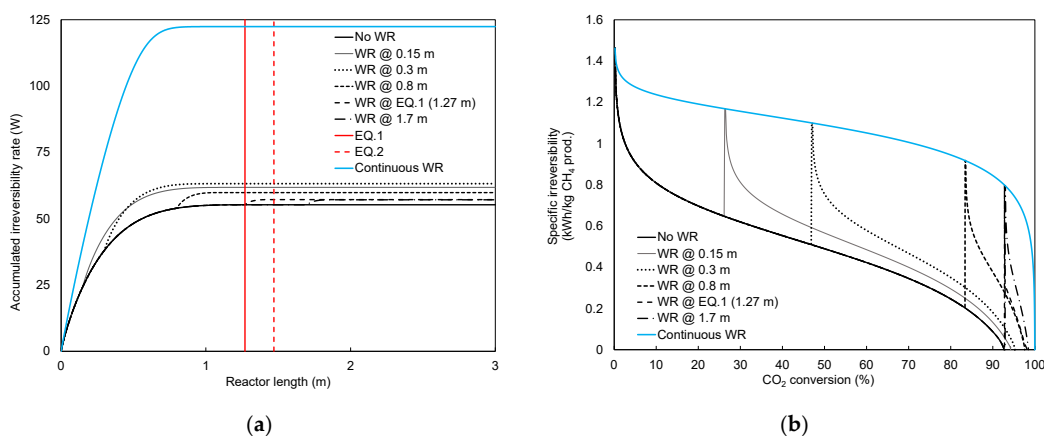 Accumulated irreversibility rate (W)
125
100
75
50
25
0
No WR
WR @ 0.15 m
WR @ 0.3 m
WR @ 0.8 m
WR @ EQ.1 (1.27 m)
WR @ 1.7 m
EQ.1
EQ.2
Continuous WR
0 1 2 3
Reactor length (m)
(a)
Specific irreversibility
(kWh/kg CH4 prod.)
1.6
1.4
1.2
1
0.8
0.6
0.4
0.2
0
No WR
WR @ 0.15 m
WR @ 0.3 m
WR @ 0.8 m
WR @ EQ.1 (1.27 m)
WR @ 1.7 m
Continuous WR
0 10 20 30 40 50 60 70 80 90 100
CO2 conversion (%)
(b)